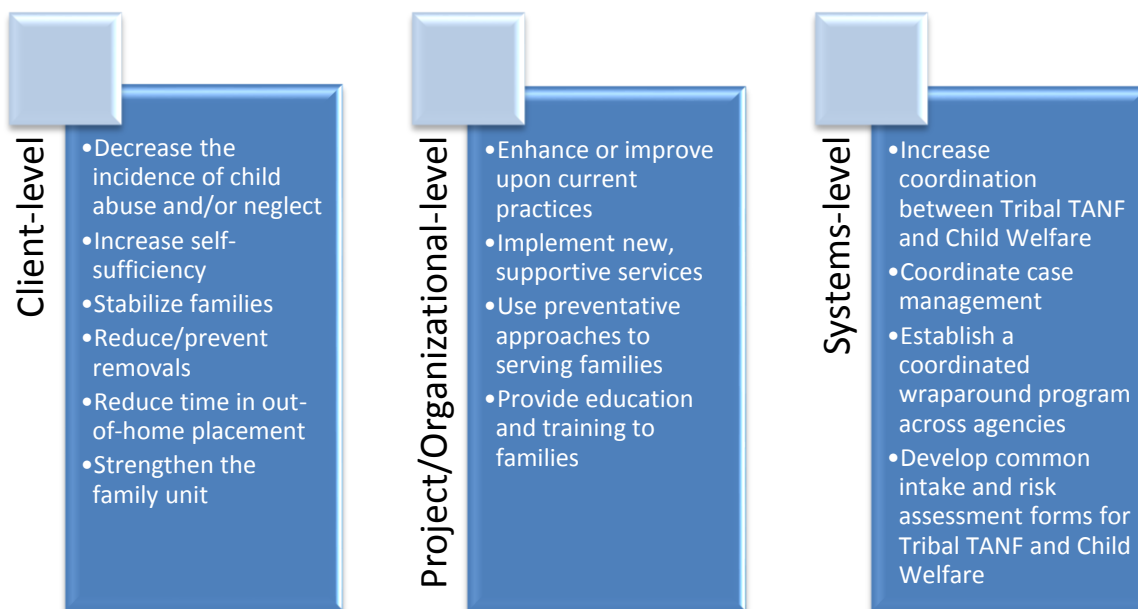 Client-level
•Decrease the
incidence of child
abuse and/or neglect
•Increase self-
sufficiency
•Stabilize families
•Reduce/prevent
removals
•Reduce time in out-
of-home placement
•Strengthen the
family unit
Project/Organizational-level
•Enhance or improve
upon current
practices
•Implement new,
supportive services
•Use preventative
approaches to
serving families
•Provide education
and training to
families
Systems-level
•Increase
coordination
between Tribal TANF
and Child Welfare
•Coordinate case
management
•Establish a
coordinated
wraparound program
across agencies
•Develop common
intake and risk
assessment forms for
Tribal TANF and Child
Welfare